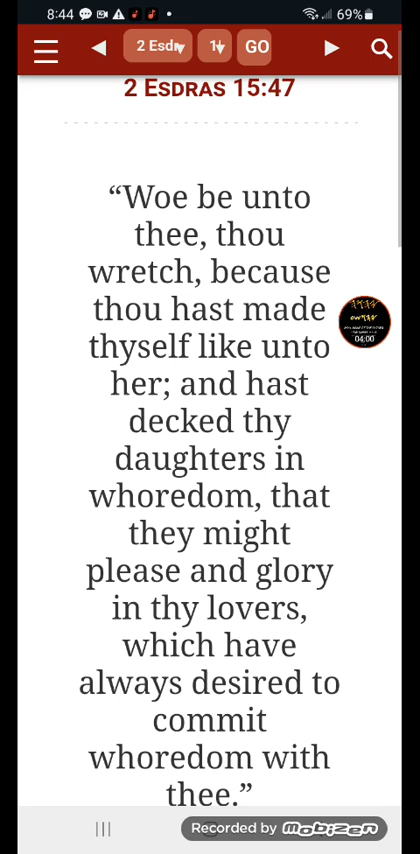 8:44 69%
2 Esdr 1 GO
2 ESDRAS 15:47
“Woe be unto
thee, thou
wretch, because
thou hast made
thyself like unto
her; and hast
decked thy
daughters in
whoredom, that
they might
please and glory
in thy lovers,
which have
always desired to
commit
whoredom with
thee.”
04:00
Recorded by mobizen